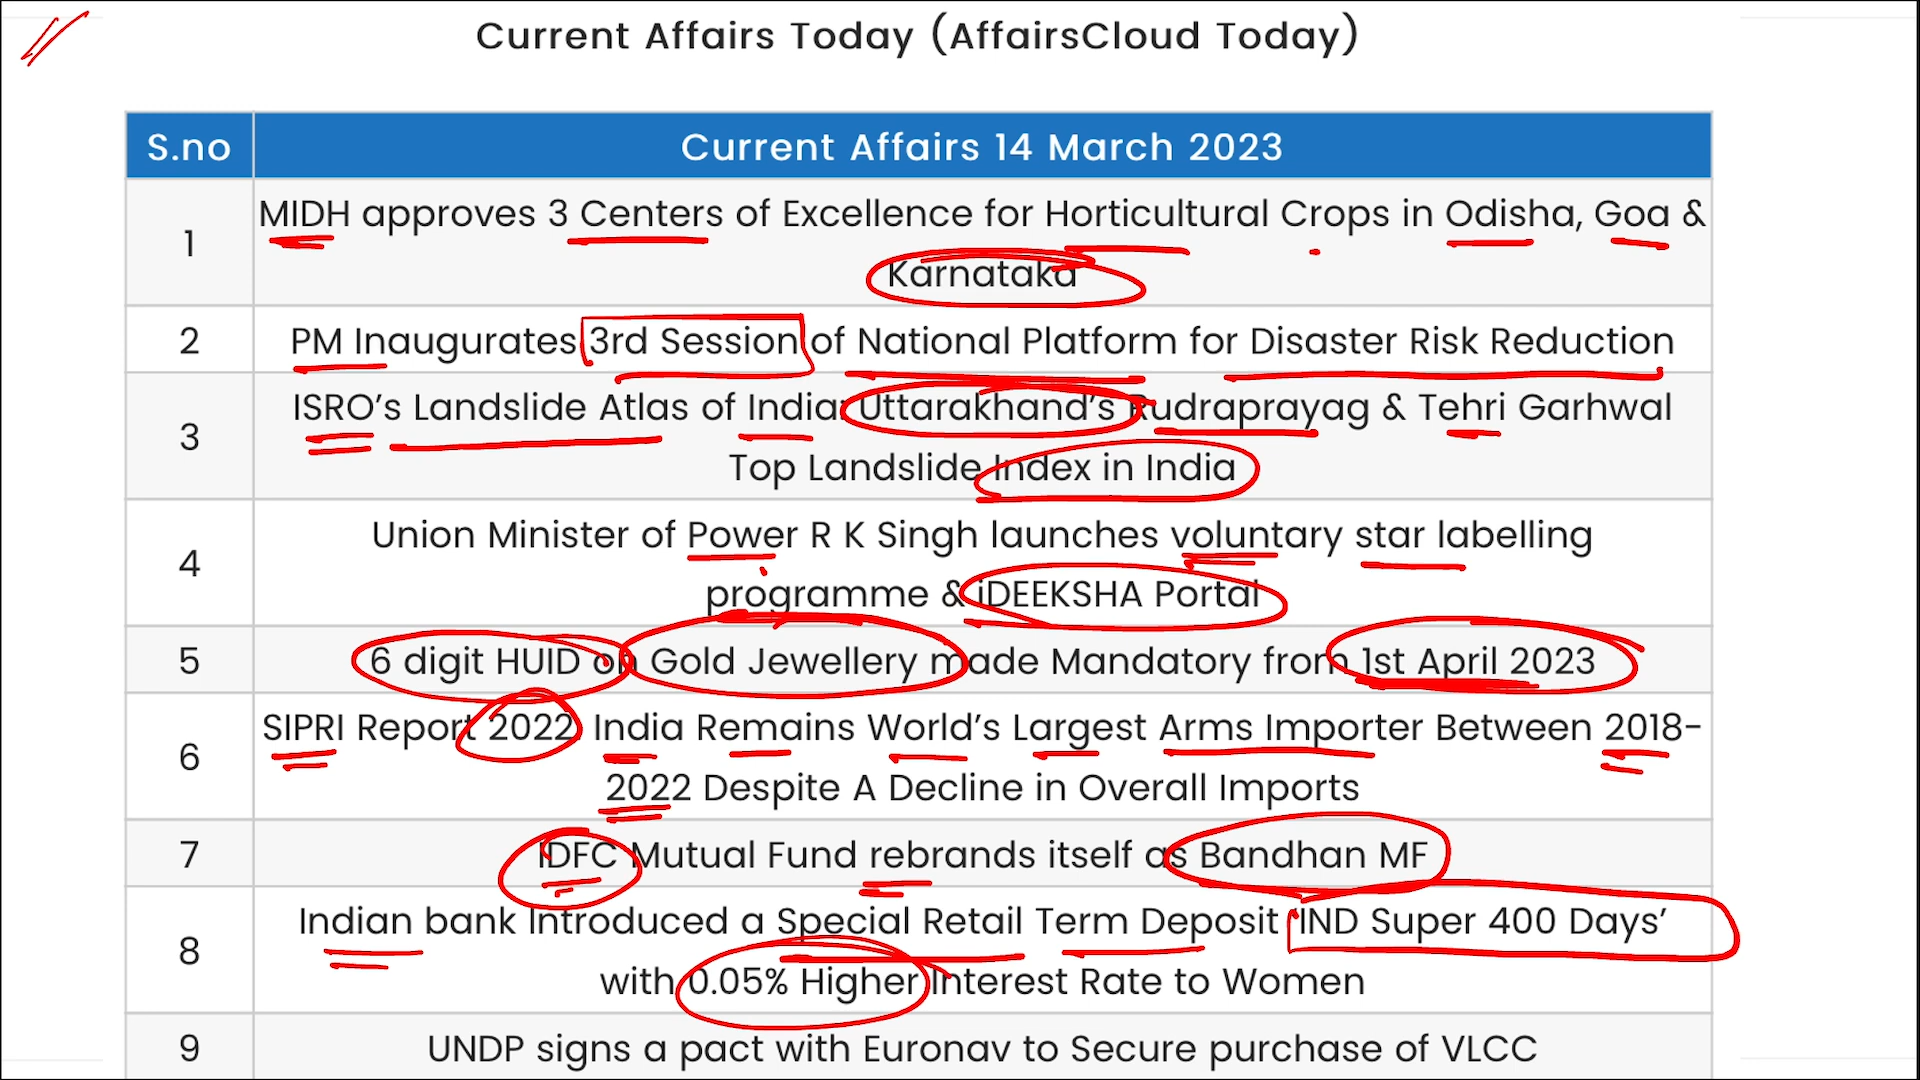 Current Affairs Today (AffairsCloud Today)
S.no Current Affairs 14 March 2023
1 MIDH approves 3 Centers of Excellence for Horticultural Crops in Odisha, Goa &
Karnataka
2 PM Inaugurates 3rd Session of National Platform for Disaster Risk Reduction
3 ISRO’s Landslide Atlas of India: Uttarakhand’s Rudraprayag & Tehri Garhwal
Top Landslide Index in India
4 Union Minister of Power R K Singh launches voluntary star labelling
programme & iDEEKSHA Portal
5 6 digit HUID on Gold Jewellery made Mandatory from 1st April 2023
6 SIPRI Report 2022: India Remains World’s Largest Arms Importer Between 2018-
2022 Despite A Decline in Overall Imports
7 IDFC Mutual Fund rebrands itself as Bandhan MF
8 Indian bank Introduced a Special Retail Term Deposit ‘IND Super 400 Days’
with 0.05% Higher Interest Rate to Women
9 UNDP signs a pact with Euronav to Secure purchase of VLCC